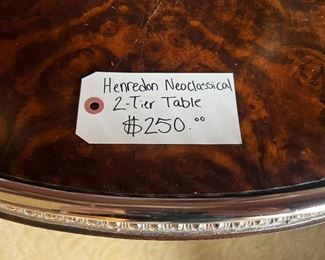 Henredon Neoclassical
2-Tier Table
$250.00